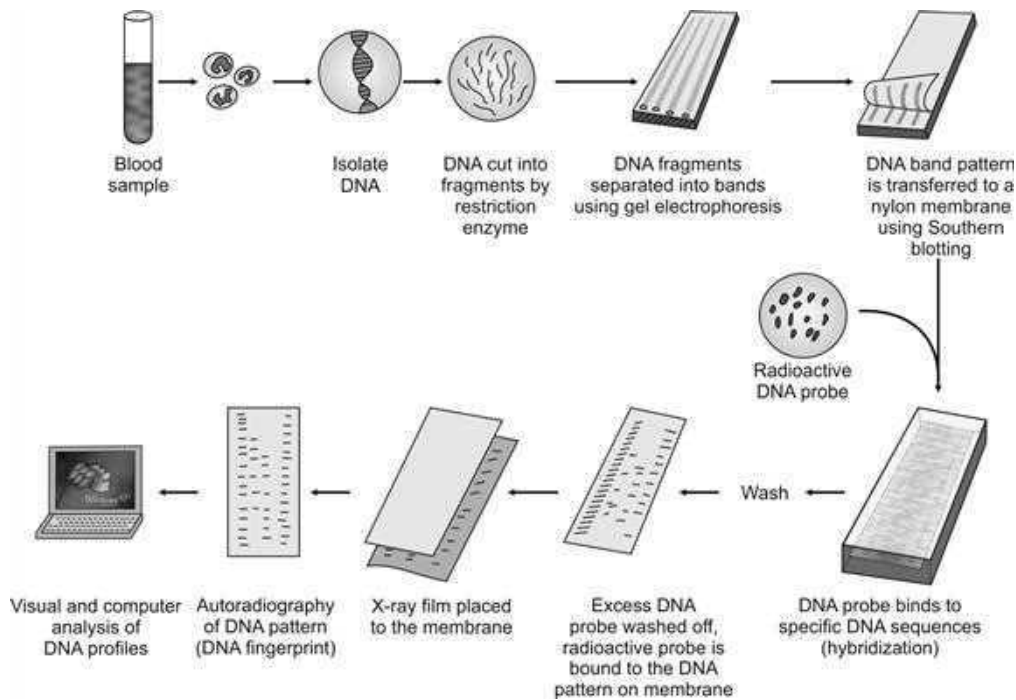 Blood
sample
Isolate
DNA
DNA cut into
fragments by
restriction
enzyme
DNA fragments
separated into bands
using gel electrophoresis
DNA band pattern
is transferred to a
nylon membrane
using Southern
blotting
Radioactive
DNA probe
Wash
DNA probe binds to
specific DNA sequences
(hybridization)
Excess DNA
probe washed off,
radioactive probe is
bound to the DNA
pattern on membrane
X-ray film placed
to the membrane
Autoradiography
of DNA pattern
(DNA fingerprint)
Visual and computer
analysis of
DNA profiles